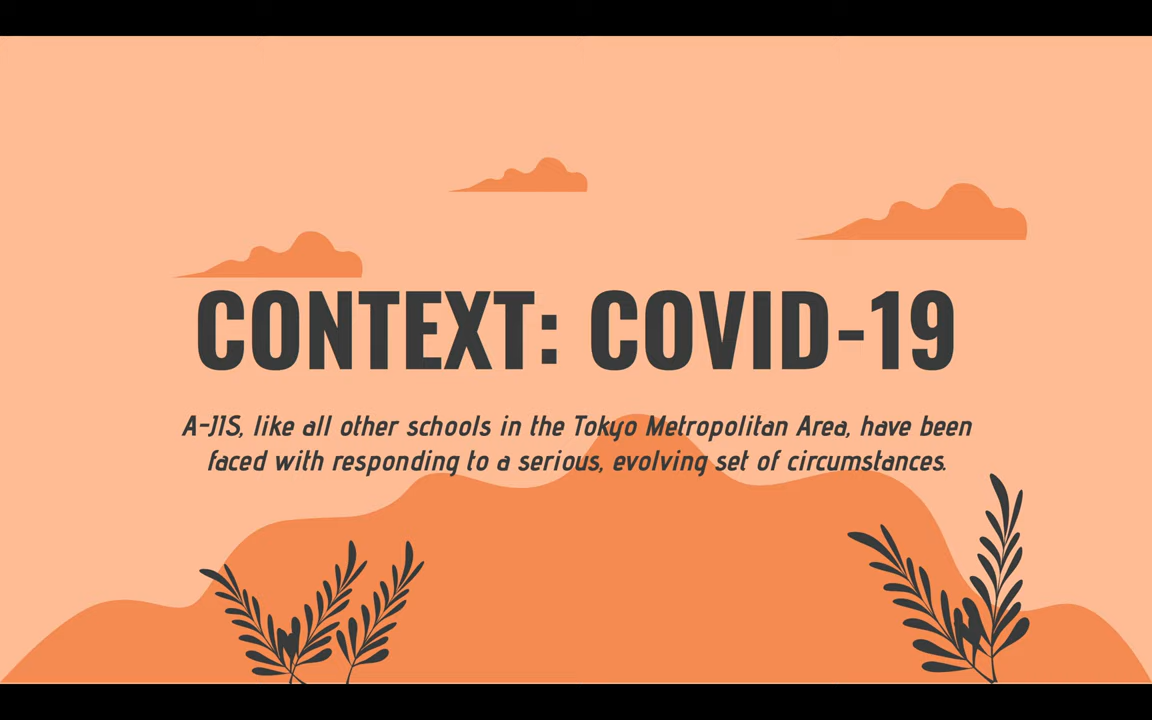 CONTEXT: COVID-19
A-JIS, like all other schools in the Tokyo Metropolitan Area, have been
faced with responding to a serious, evolving set of circumstances.